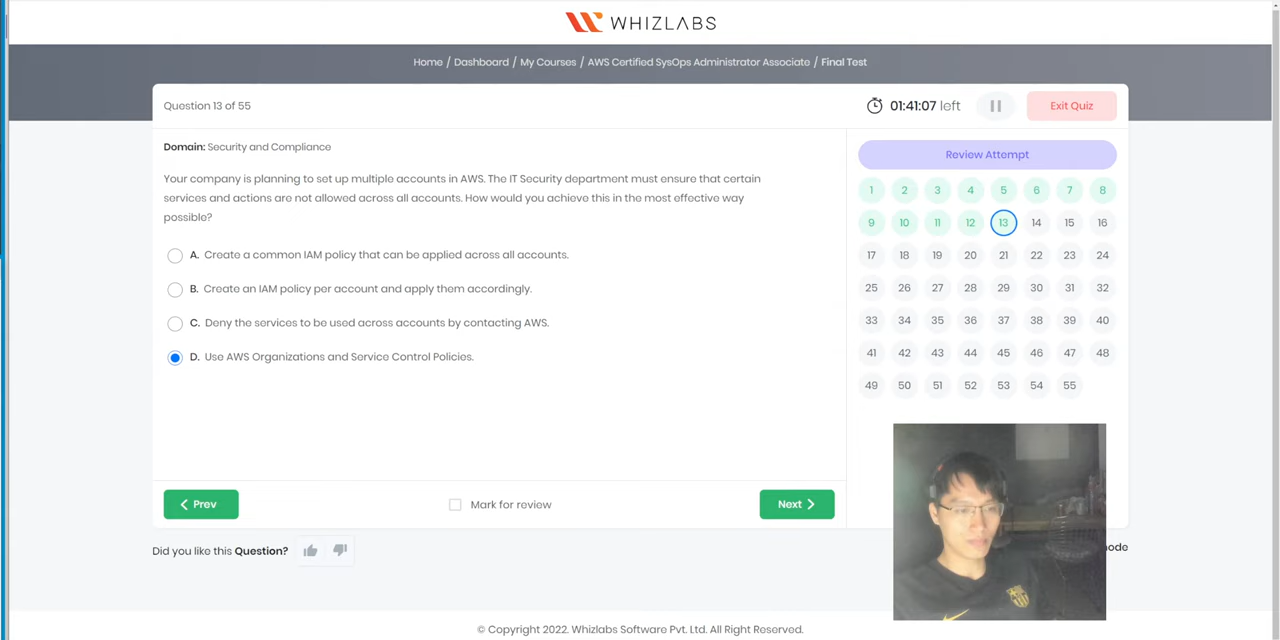 WHIZLABS
Home / Dashboard / My Courses / AWS Certified SysOps Administrator Associate / Final Test
Question 13 of 55
01:41:07 left
Exit Quiz
Domain: Security and Compliance
Your company is planning to set up multiple accounts in AWS. The IT Security department must ensure that certain
services and actions are not allowed across all accounts. How would you achieve this in the most effective way
possible?
A. Create a common IAM policy that can be applied across all accounts.
B. Create an IAM policy per account and apply them accordingly.
C. Deny the services to be used across accounts by contacting AWS.
D. Use AWS Organizations and Service Control Policies.
Review Attempt
1 2 3 4 5 6 7 8
9 10 11 12 13 14 15 16
17 18 19 20 21 22 23 24
25 26 27 28 29 30 31 32
33 34 35 36 37 38 39 40
41 42 43 44 45 46 47 48
49 50 51 52 53 54 55
Prev
Mark for review
Next
Did you like this Question?
ode
© Copyright 2022. Whizlabs Software Pvt. Ltd. All Right Reserved.